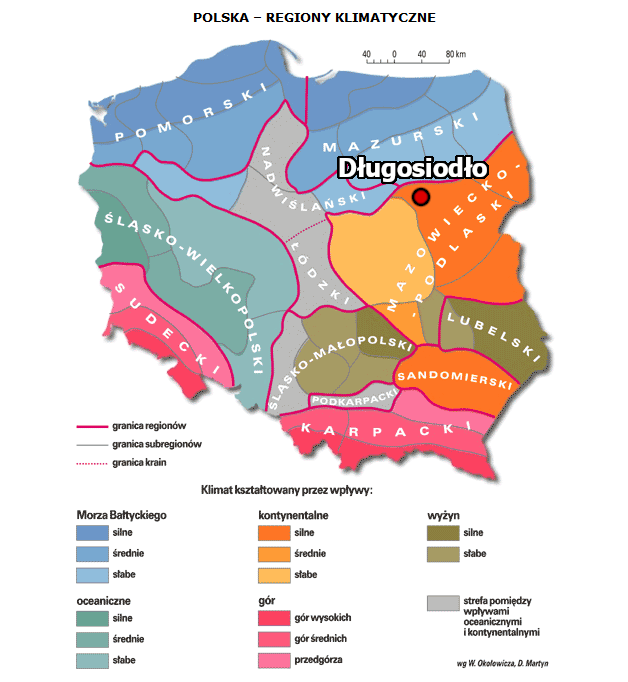 POLSKA – REGIONY KLIMATYCZNE
40 0 40 80 km
POMORSKI
MAZURSKI
Długosiodło
NADWIŚLAŃSKI
MAZOWIECKO-
-PODLASKI
ŚLĄSKO-WIELKOPOLSKI
ŁÓDZKI
SUDECKI
LUBELSKI
ŚLĄSKO-MAŁOPOLSKI
SANDOMIERSKI
PODKARPACKI
KARPACKI
granica regionów
granica subregionów
granica krain
Klimat kształtowany przez wpływy:
Morza Bałtyckiego
silne
średnie
słabe
kontynentalne
silne
średnie
słabe
wyżyn
silne
słabe
oceaniczne
silne
średnie
słabe
gór
gór wysokich
gór średnich
przedgórza
strefa pomiędzy
wpływami
oceanicznymi
i kontynentalnymi
wg W. Okołowicza, D. Martyn